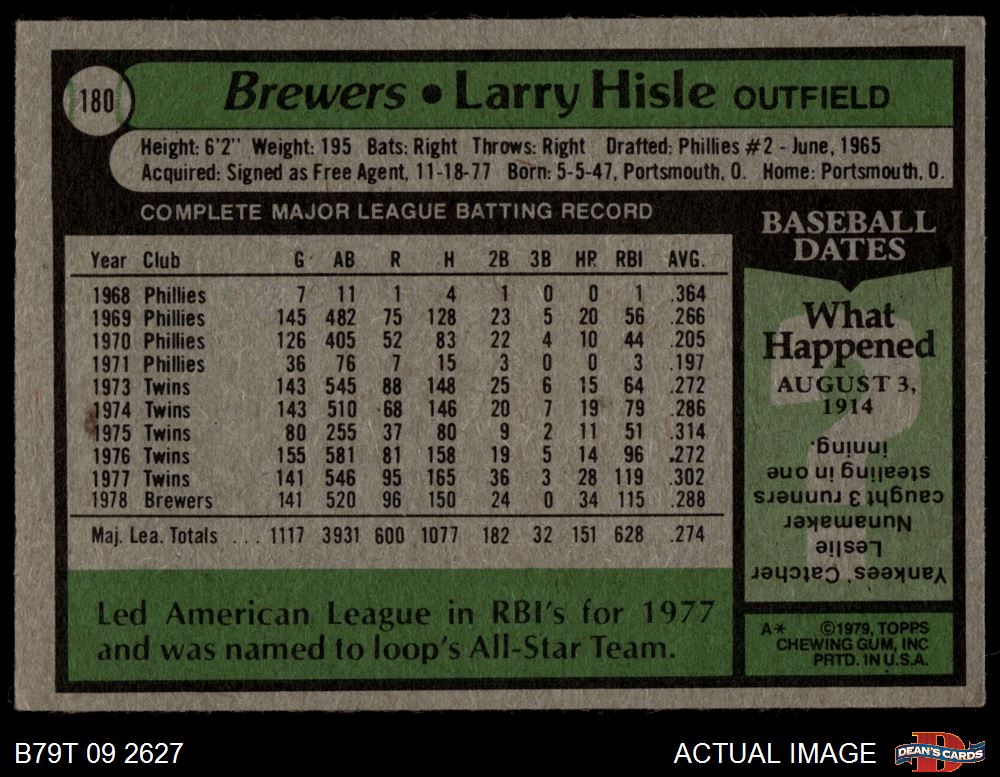 180
Brewers • Larry Hisle OUTFIELD
Height: 6'2" Weight: 195 Bats: Right Throws: Right Drafted: Phillies #2 - June, 1965
Acquired: Signed as Free Agent, 11-18-77 Born: 5-5-47, Portsmouth, O. Home: Portsmouth, O.
COMPLETE MAJOR LEAGUE BATTING RECORD
Year Club G AB R H 2B 3B HR RBI AVG.
1968 Phillies 7 11 1 4 1 0 0 1 .364
1969 Phillies 145 482 75 128 23 5 20 56 .266
1970 Phillies 126 405 52 83 22 4 10 44 .205
1971 Phillies 36 76 7 15 3 0 0 3 .197
1973 Twins 143 545 88 148 25 6 15 64 .272
1974 Twins 143 510 68 146 20 7 19 79 .286
1975 Twins 80 255 37 80 9 2 11 51 .314
1976 Twins 155 581 81 158 19 5 14 96 .272
1977 Twins 141 546 95 165 36 3 28 119 .302
1978 Brewers 141 520 96 150 24 0 34 115 .288
Maj. Lea. Totals ... 1117 3931 600 1077 182 32 151 628 .274
Led American League in RBI's for 1977
and was named to loop's All-Star Team.
BASEBALL
DATES
What
Happened
AUGUST 3,
1914
Yankees' Catcher
Leslie
Nunamaker
caught 3 runners
stealing in one
inning.
A* ©1979, TOPPS
CHEWING GUM, INC
PRTD. IN U.S.A.
B79T 09 2627
ACTUAL IMAGE
DEAN'S CARDS